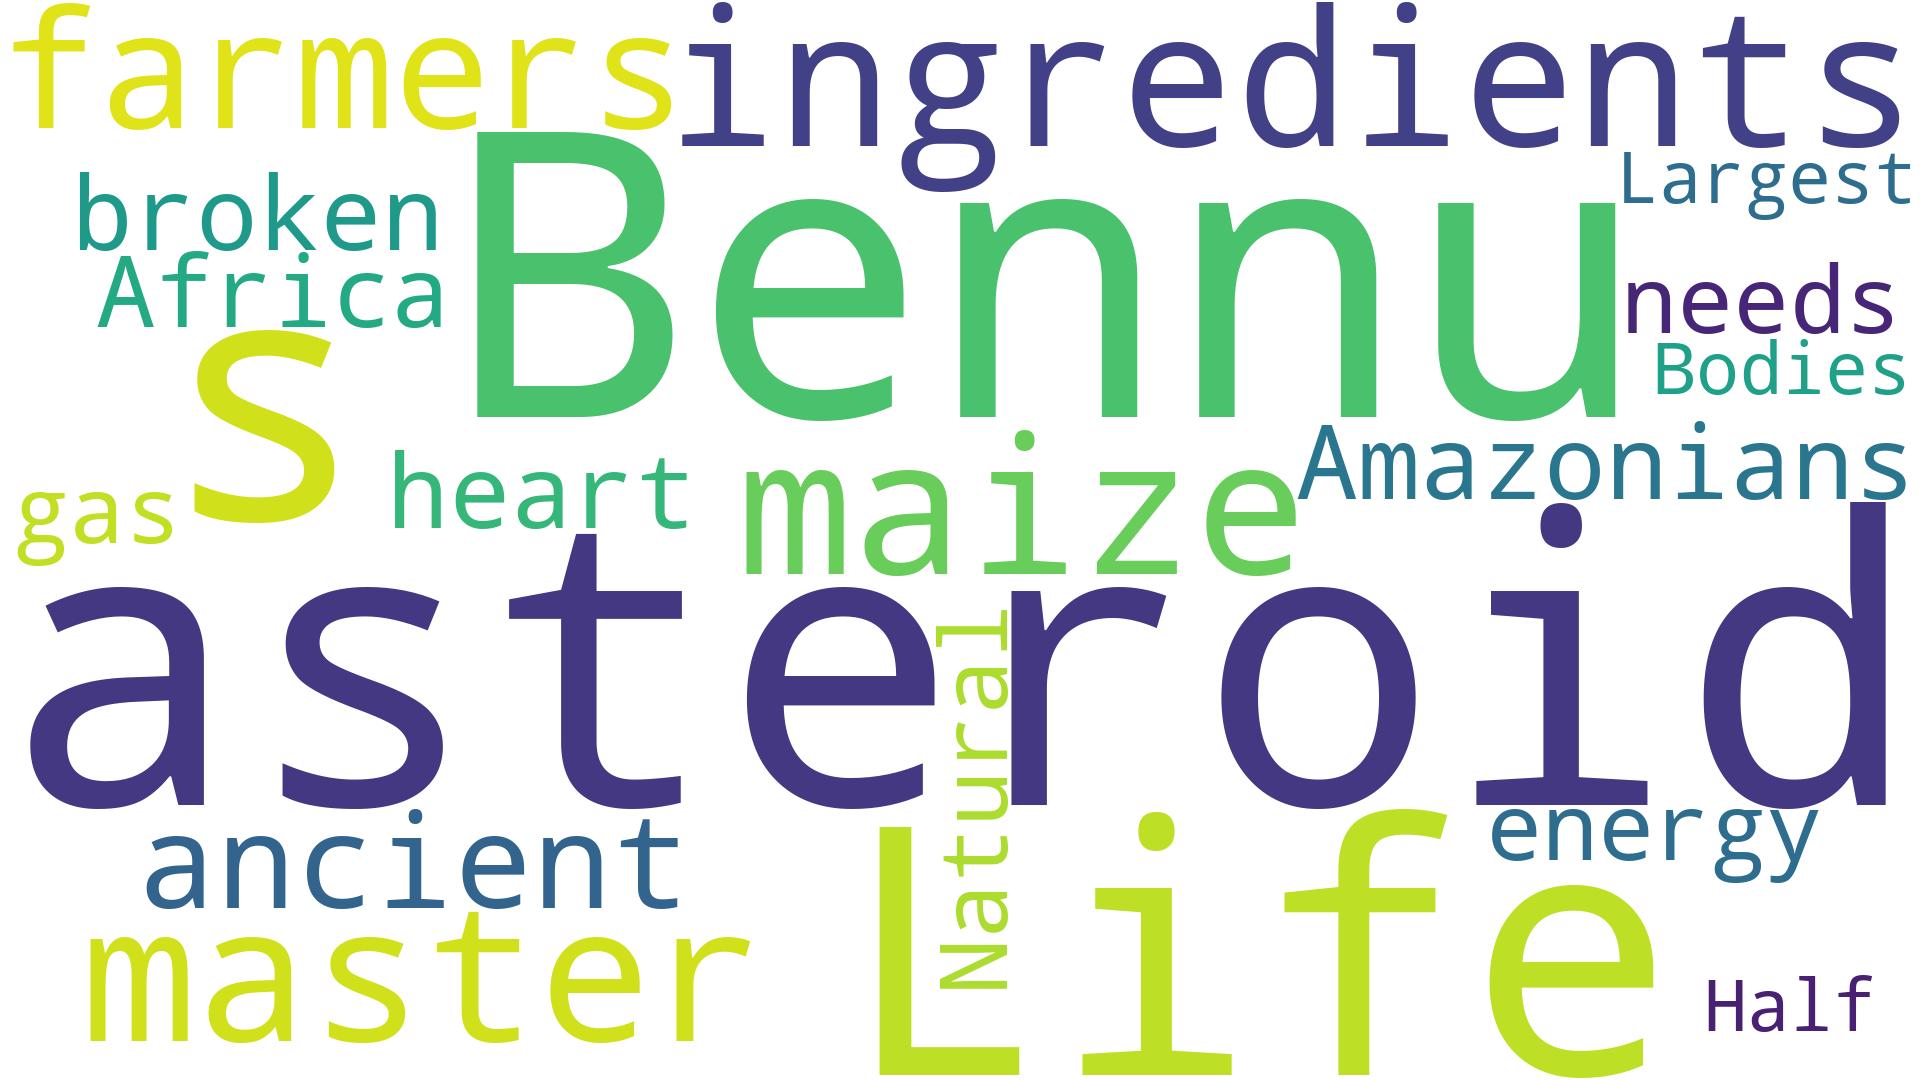 farmers
ingredients
broken
Bennu
Largest
Africa
needs
s
Bodies
gas
heart
maize
Amazonians
asteroid
Natural
ancient
energy
master
Life
Half